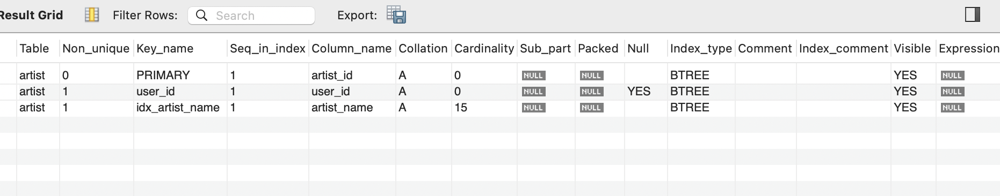 Result Grid Filter Rows: Search Export:
Table Non_unique Key_name Seq_in_index Column_name Collation Cardinality Sub_part Packed Null Index_type Comment Index_comment Visible Expression
artist 0 PRIMARY 1 artist_id A 0 NULL NULL BTREE YES NULL
artist 1 user_id 1 user_id A 0 NULL NULL YES BTREE YES NULL
artist 1 idx_artist_name 1 artist_name A 15 NULL NULL BTREE YES NULL